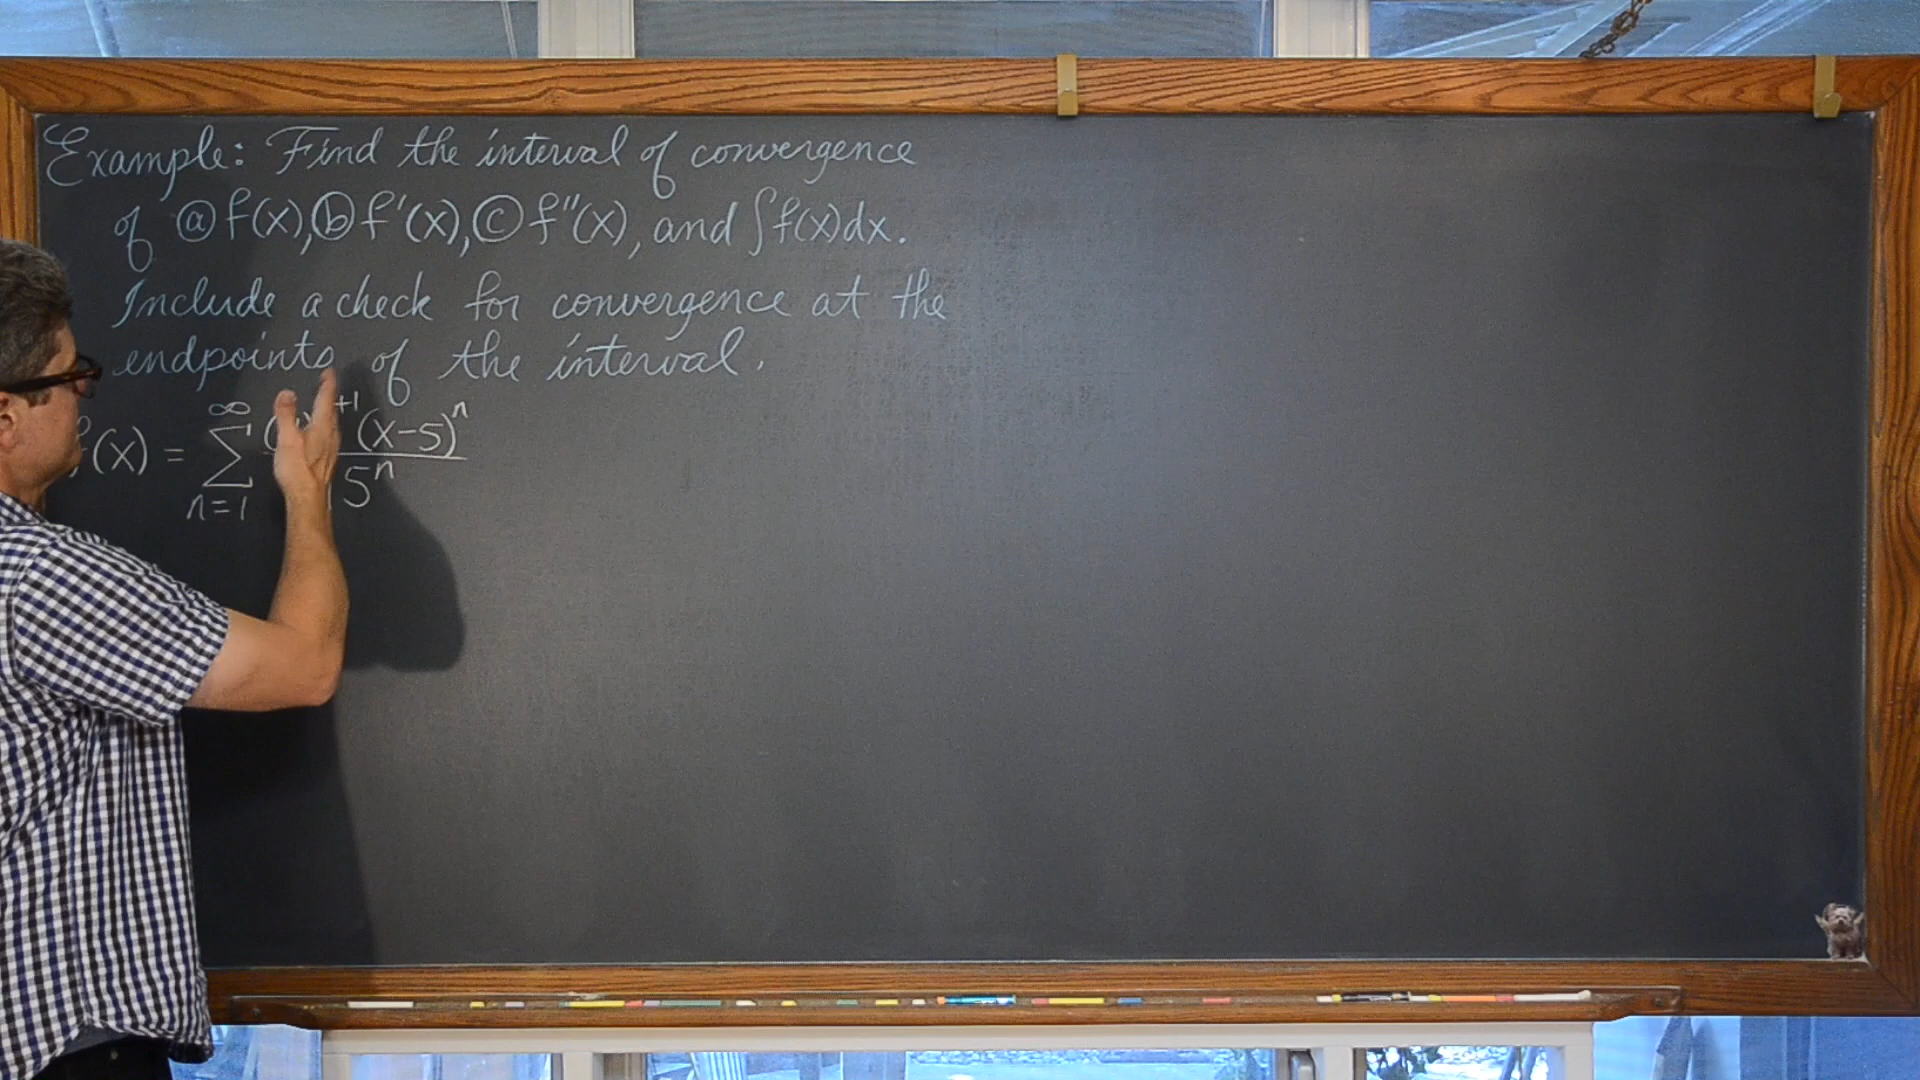 Example: Find the interval of convergence
of ⓐ f(x), ⓑ f'(x), ⓒ f''(x), and ∫f(x)dx.
Include a check for convergence at the
endpoints of the interval.
f(x) = ∞ Σ n=1 ( +1 (x-5)^n / 5^n